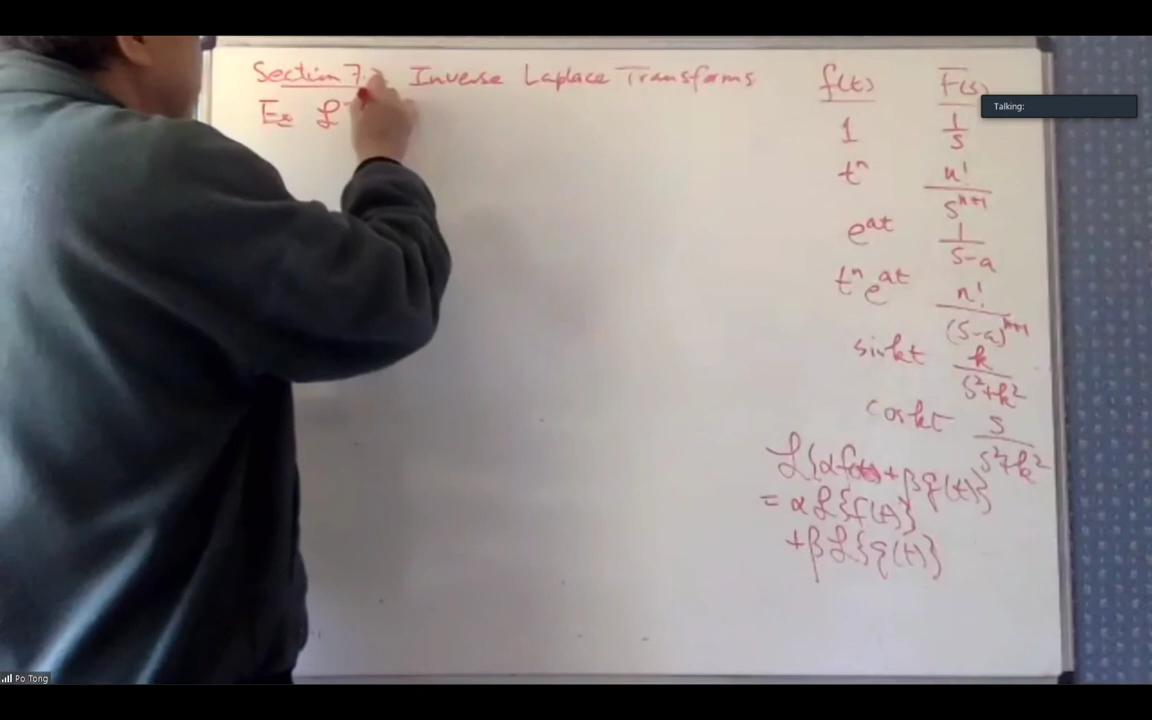 Section 7.2 Inverse Laplace Transforms
Ex ℒ
f(t) F(s)
1 1/s
t^n n!/s^(n+1)
e^at 1/(s-a)
t^n e^at n!/(s-a)^(n+1)
sin kt k/(s²+k²)
cos kt s/(s²+k²)
ℒ{αf(t)+βg(t)}
=αℒ{f(t)}
+βℒ{g(t)}
Talking:
Po Tong